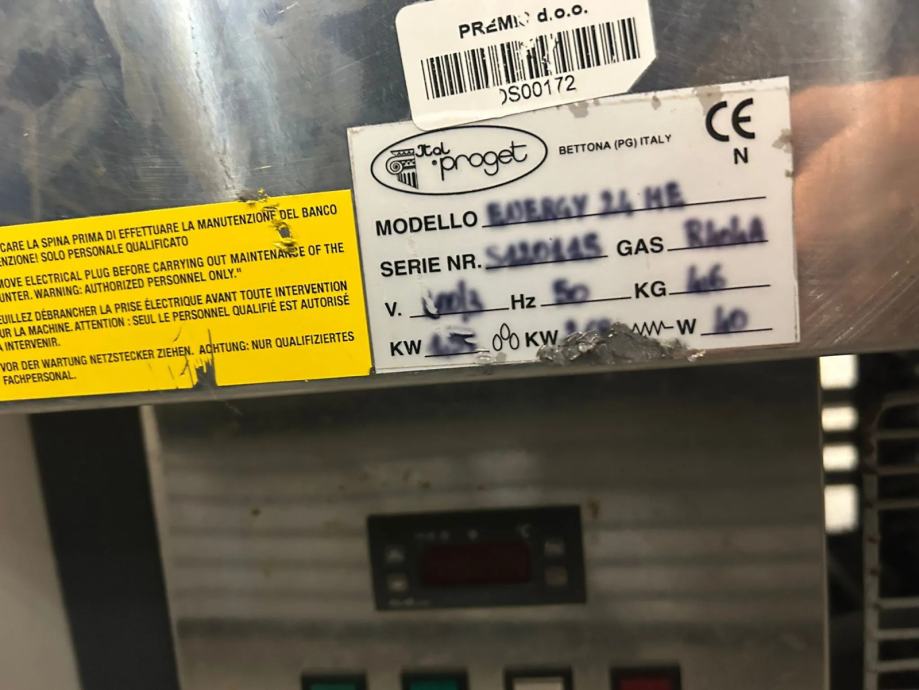 PREMIS d.o.o.
DS00172
Ital proget
BETTONA (PG) ITALY
CE
N
MODELLO ENERGY 24 ME
SERIE NR. GAS R404A
V. Hz 50 KG
KW KW W
CARE LA SPINA PRIMA DI EFFETTUARE LA MANUTENZIONE DEL BANCO
ENZIONE! SOLO PERSONALE QUALIFICATO
MOVE ELECTRICAL PLUG BEFORE CARRYING OUT MAINTENANCE OF THE
UNTER. WARNING: AUTHORIZED PERSONNEL ONLY."
EUILLEZ DÉBRANCHER LA PRISE ÉLECTRIQUE AVANT TOUTE INTERVENTION
UR LA MACHINE. ATTENTION : SEUL LE PERSONNEL QUALIFIÉ EST AUTORISÉ
A INTERVENIR.
VOR DER WARTUNG NETZSTECKER ZIEHEN. ACHTUNG: NUR QUALIFIZIERTES
FACHPERSONAL.